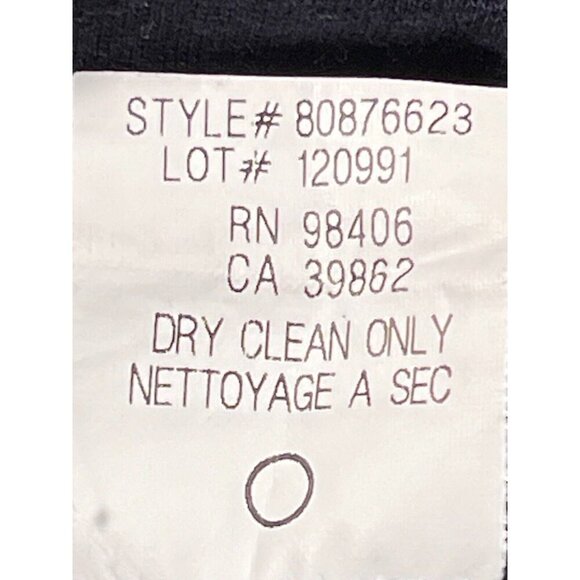 STYLE# 80876623
LOT# 120991
RN 98406
CA 39862
DRY CLEAN ONLY
NETTOYAGE A SEC